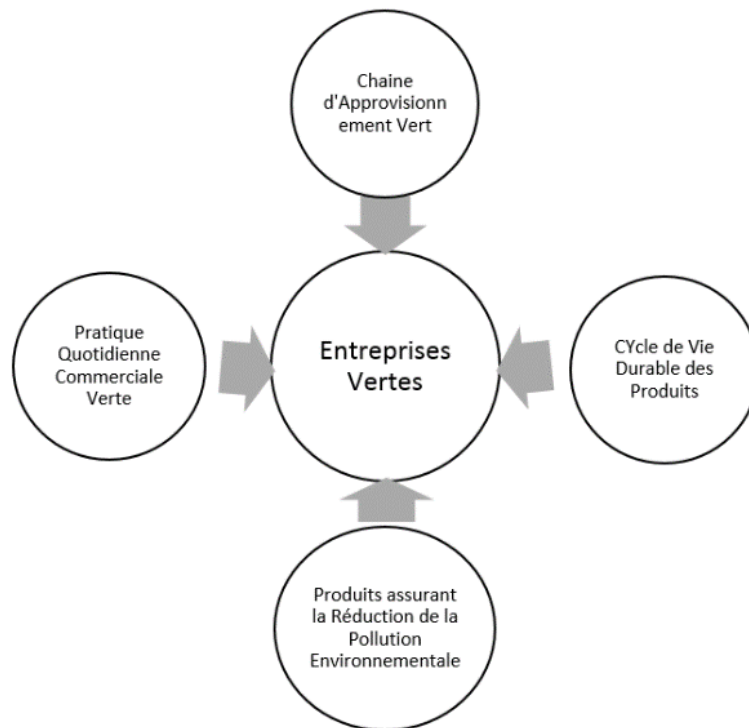 Chaine
d'Approvisionn
ement Vert
Pratique
Quotidienne
Commerciale
Verte
Entreprises
Vertes
CYcle de Vie
Durable des
Produits
Produits assurant
la Réduction de la
Pollution
Environnementale